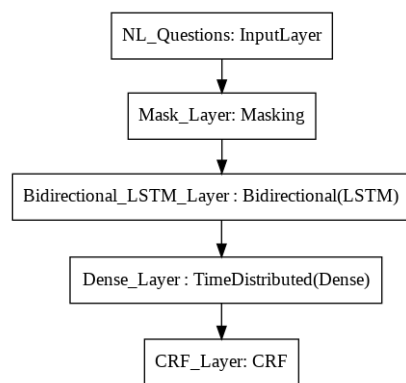 NL_Questions: InputLayer
Mask_Layer: Masking
Bidirectional_LSTM_Layer : Bidirectional(LSTM)
Dense_Layer : TimeDistributed(Dense)
CRF_Layer: CRF